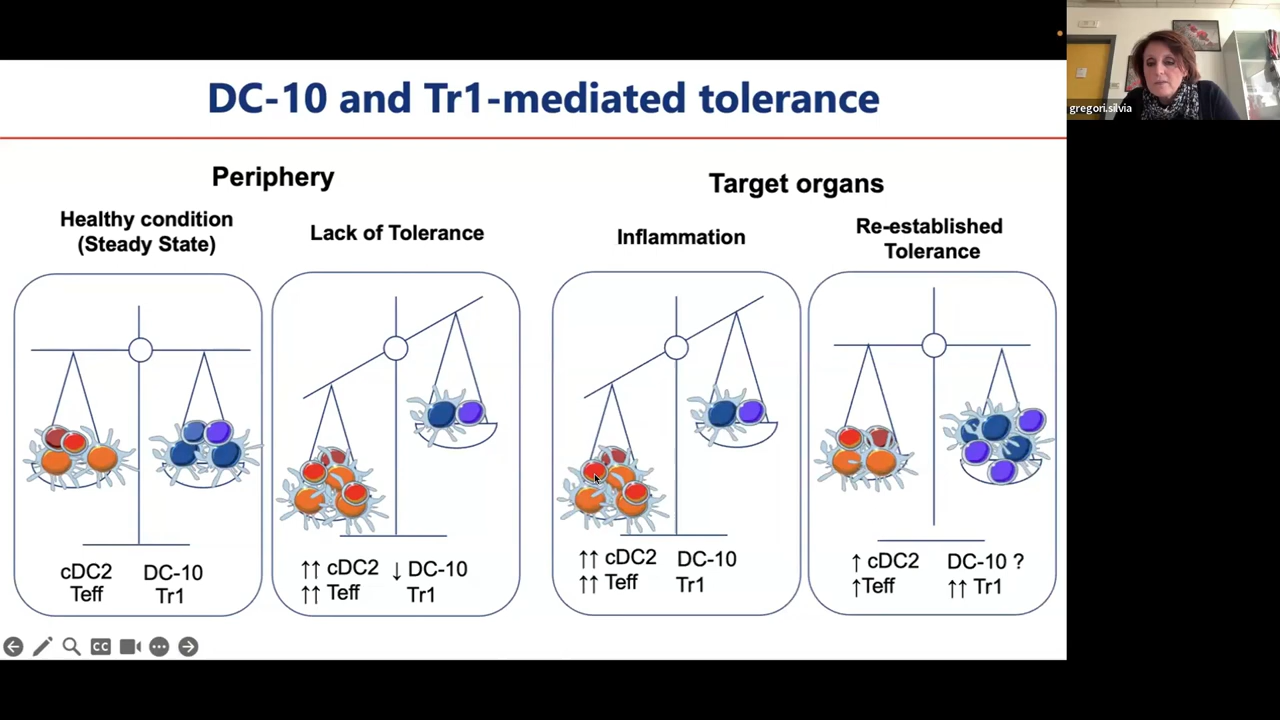 DC-10 and Tr1-mediated tolerance
gregori.silvia
Periphery
Target organs
Healthy condition
(Steady State)
Lack of Tolerance
Inflammation
Re-established
Tolerance
cDC2 DC-10
Teff Tr1
↑↑ cDC2 ↓ DC-10
↑↑ Teff Tr1
↑↑ cDC2 DC-10
↑↑ Teff Tr1
↑ cDC2 DC-10 ?
↑Teff ↑↑ Tr1
CC